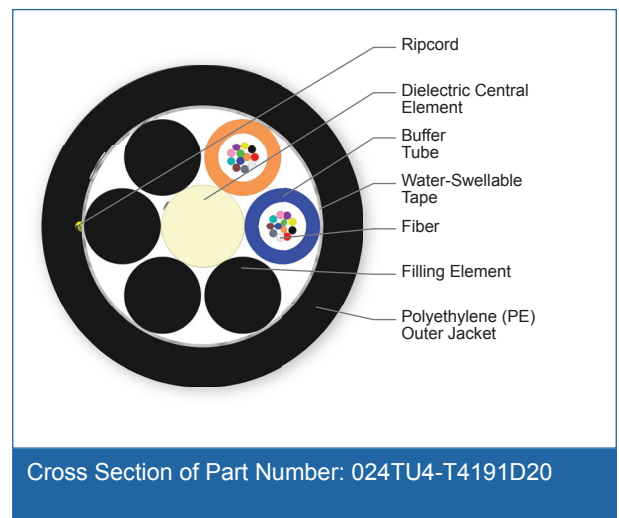 Ripcord
Dielectric Central
Element
Buffer
Tube
Water-Swellable
Tape
Fiber
Filling Element
Polyethylene (PE)
Outer Jacket
Cross Section of Part Number: 024TU4-T4191D20